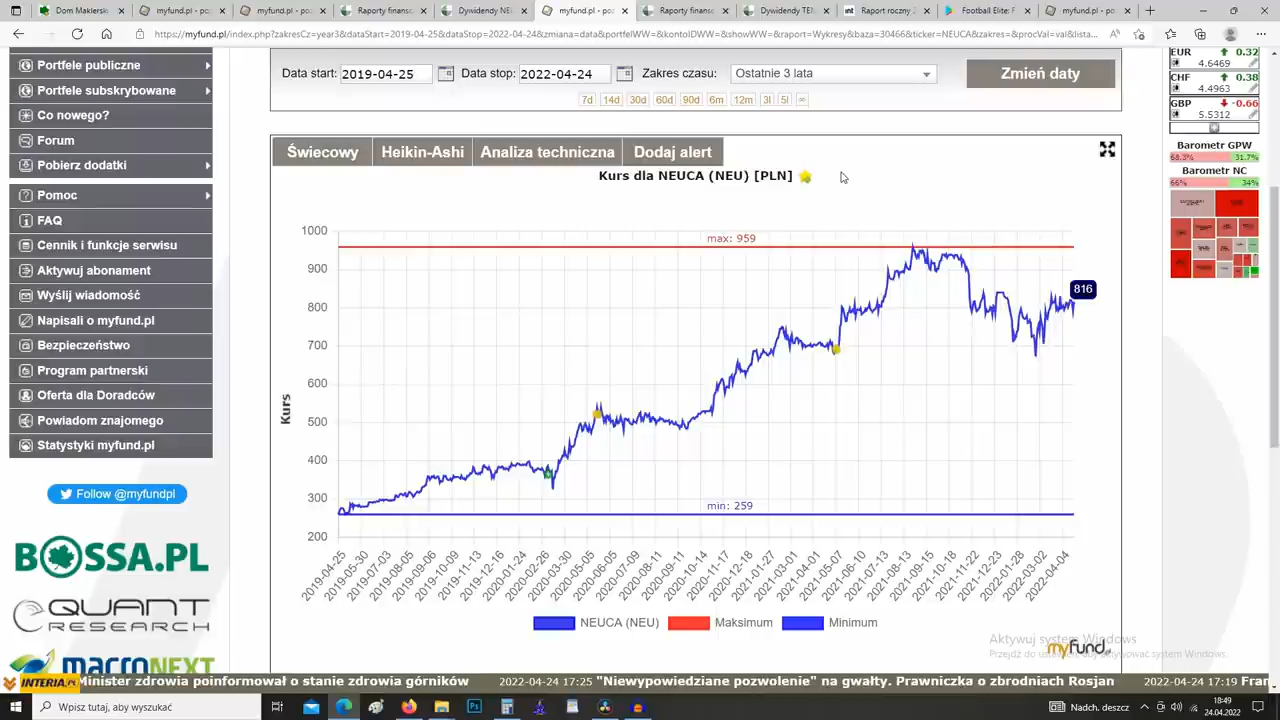 Dom Maklerski
myfund.pl - po
myfund.pl - po
Raporty finans
Dywidendy NE
myfund.pl - po
Raporty finans
Dywidendy TEN
Raport roczny 2
Football Elite: F
myfund.pl - po
https://myfund.pl/index.php?zakresCz=year3&dataStart=2019-04-25&dataStop=2022-04-24&zmiana=data&portfelWW=&kontoIDWW=&showWW=&raport=Wykresy&baza=30466&ticker=NEUCA&zakres=&procVal=val&lista...
Portfele publiczne
Portfele subskrybowane
Co nowego?
Forum
Pobierz dodatki
Pomoc
FAQ
Cennik i funkcje serwisu
Aktywuj abonament
Wyślij wiadomość
Napisali o myfund.pl
Bezpieczeństwo
Program partnerski
Oferta dla Doradców
Powiadom znajomego
Statystyki myfund.pl
Follow @myfundpl
BOSSA.PL
QUANT
RESEARCH
MACRONEXT
Data start: 2019-04-25 Data stop: 2022-04-24 Zakres czasu: Ostatnie 3 lata Zmień daty
7d 14d 30d 60d 90d 6m 12m 3l 5l ∞
Świecowy Heikin-Ashi Analiza techniczna Dodaj alert
Kurs dla NEUCA (NEU) [PLN]
1000
900
800
700
600
500
400
300
200
Kurs
max: 959
816
min: 259
2019-04-25
2019-05-30
2019-07-03
2019-08-05
2019-09-06
2019-10-09
2019-11-13
2019-12-16
2020-01-24
2020-02-26
2020-03-30
2020-05-05
2020-06-05
2020-07-09
2020-08-11
2020-09-11
2020-10-14
2020-11-17
2020-12-18
2021-01-27
2021-03-01
2021-04-01
2021-05-07
2021-06-10
2021-07-13
2021-08-13
2021-09-15
2021-10-18
2021-11-22
2021-12-23
2022-01-28
2022-03-02
2022-04-04
NEUCA (NEU) Maksimum Minimum
EUR 0.32
4.6469
CHF 0.38
4.4963
GBP -0.66
5.5312
Barometr GPW
68.3% 31.7%
Barometr NC
66% 34%
Aktywuj system Windows
myfund.pl
INTERIA.PL Minister zdrowia poinformował o stanie zdrowia górników 2022-04-24 17:25 "Niewypowiedziane pozwolenie" na gwałty. Prawniczka o zbrodniach Rosjan 2022-04-24 17:19 Fran
Wpisz tutaj, aby wyszukać
Nadch. deszcz
18:49
24.04.2022